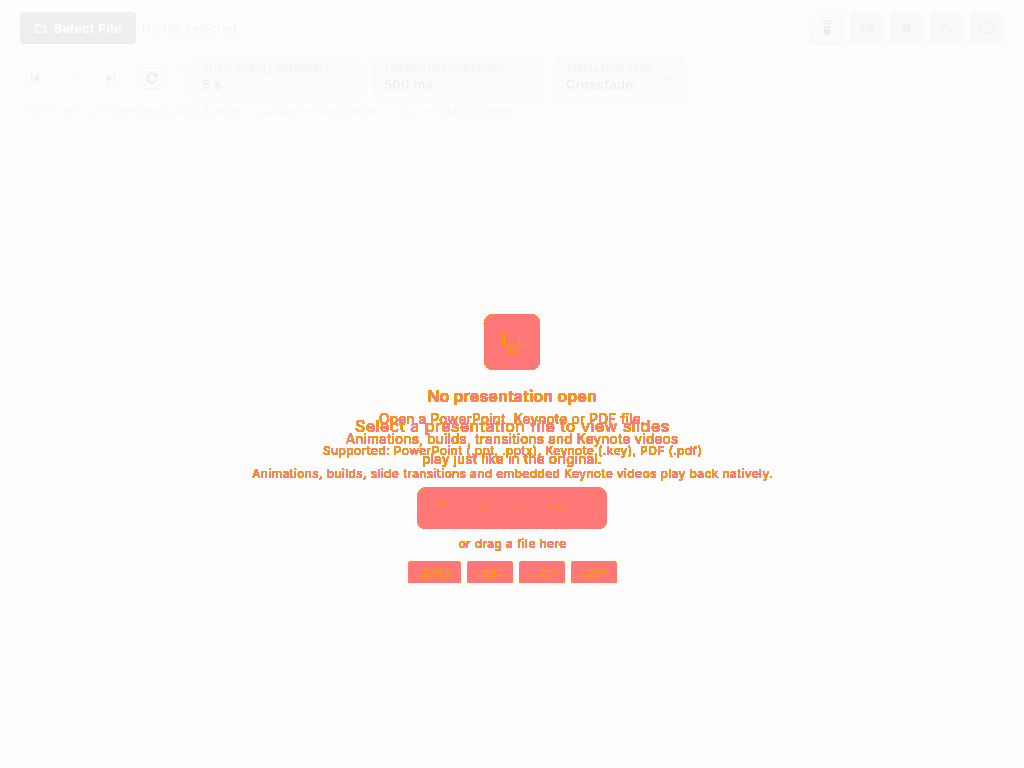 Select File
No file selected
AUTO-SCROLL INTERVAL
5 s
TRANSITION DURATION
500 ms
ANIMATION TYPE
Crossfade
No presentation open
Open a PowerPoint, Keynote or PDF file.
Select a presentation file to view slides
Animations, builds, transitions and Keynote videos
Supported: PowerPoint (.ppt, .pptx), Keynote (.key), PDF (.pdf)
play just like in the original.
Animations, builds, slide transitions and embedded Keynote videos play back natively.
or drag a file here